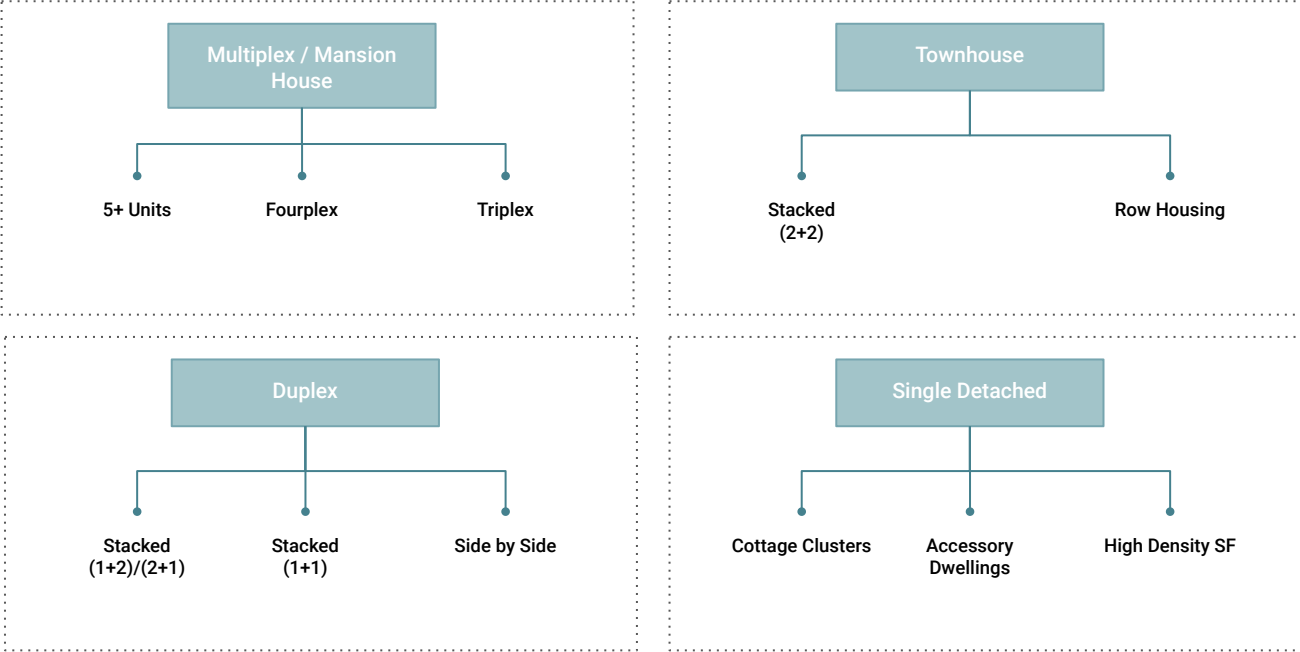 Multiplex / Mansion
House
5+ Units
Fourplex
Triplex
Townhouse
Stacked
(2+2)
Row Housing
Duplex
Stacked
(1+2)/(2+1)
Stacked
(1+1)
Side by Side
Single Detached
Cottage Clusters
Accessory
Dwellings
High Density SF